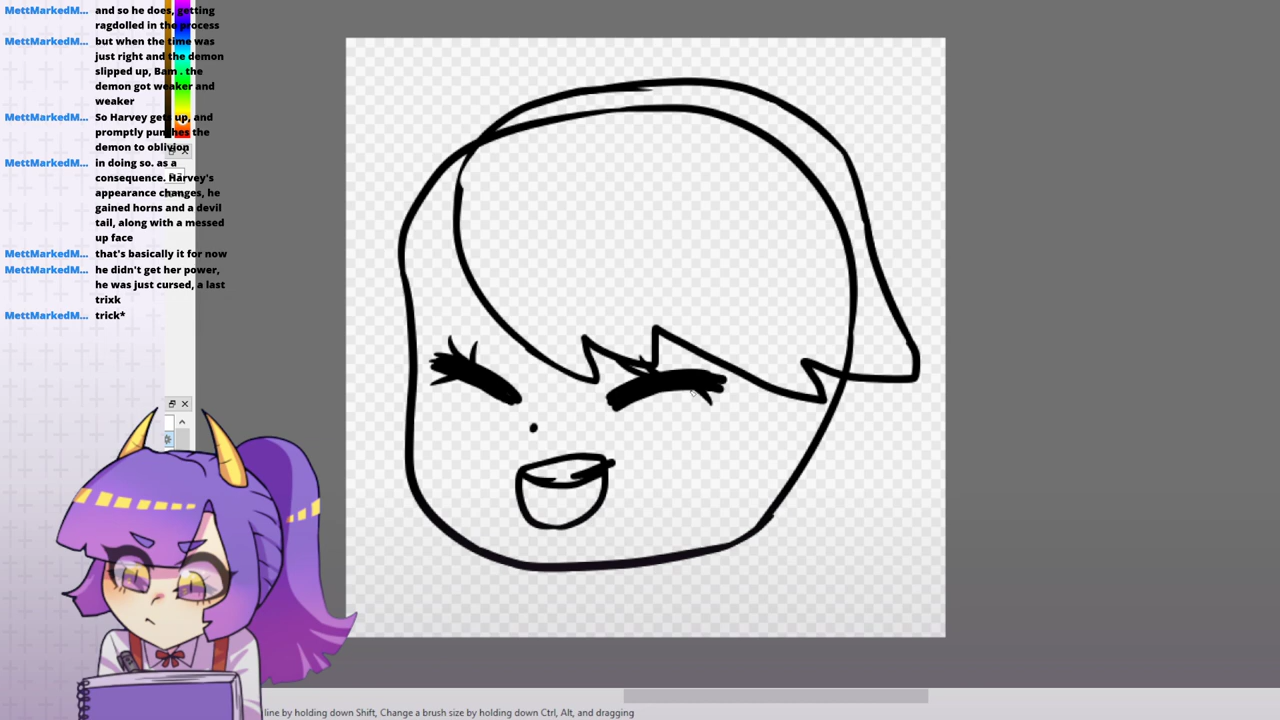 MettMarkedM... and so he does, getting
ragdolled in the process
MettMarkedM... but when the time was
just right and the demon
slipped up, Bam . the
demon got weaker and
weaker
MettMarkedM... So Harvey gets up, and
promptly punches the
demon to oblivion
MettMarkedM... in doing so. as a
consequence. Harvey's
appearance changes, he
gained horns and a devil
tail, along with a messed
up face
MettMarkedM... that's basically it for now
MettMarkedM... he didn't get her power,
he was just cursed, a last
trixk
MettMarkedM... trick*
line by holding down Shift, Change a brush size by holding down Ctrl, Alt, and dragging